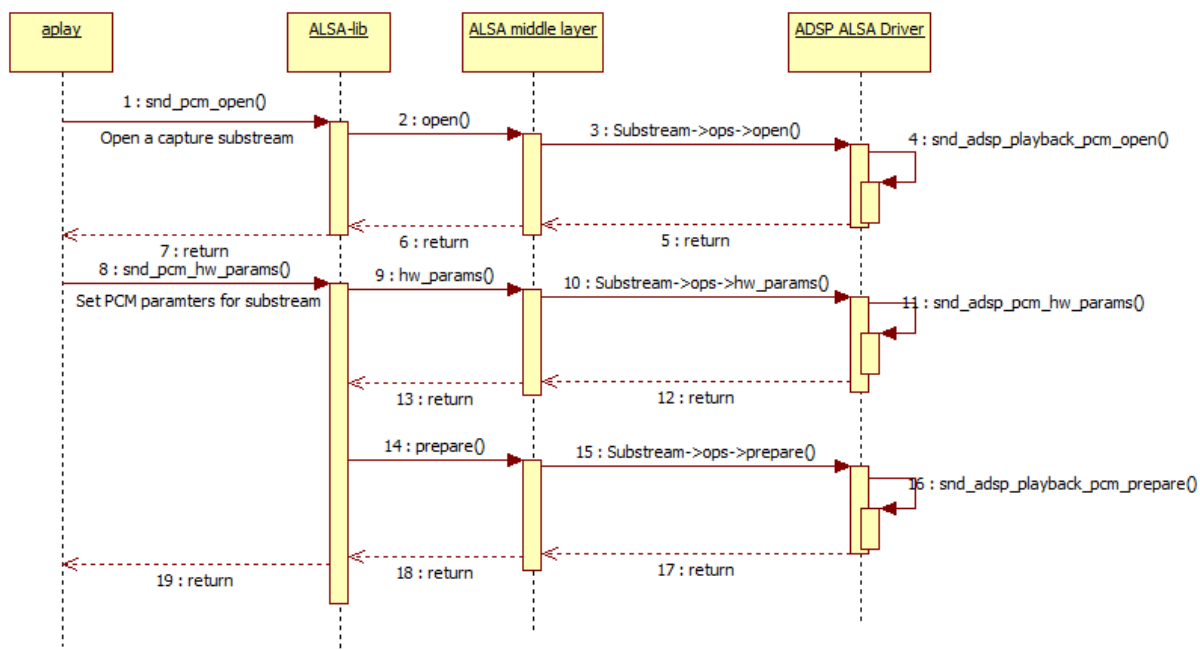 aplay
ALSA-lib
ALSA middle layer
ADSP ALSA Driver
1 : snd_pcm_open()
Open a capture substream
2 : open()
3 : Substream->ops->open()
4 : snd_adsp_playback_pcm_open()
5 : return
6 : return
7 : return
8 : snd_pcm_hw_params()
Set PCM paramters for substream
9 : hw_params()
10 : Substream->ops->hw_params()
11 : snd_adsp_pcm_hw_params()
12 : return
13 : return
14 : prepare()
15 : Substream->ops->prepare()
16 : snd_adsp_playback_pcm_prepare()
17 : return
18 : return
19 : return